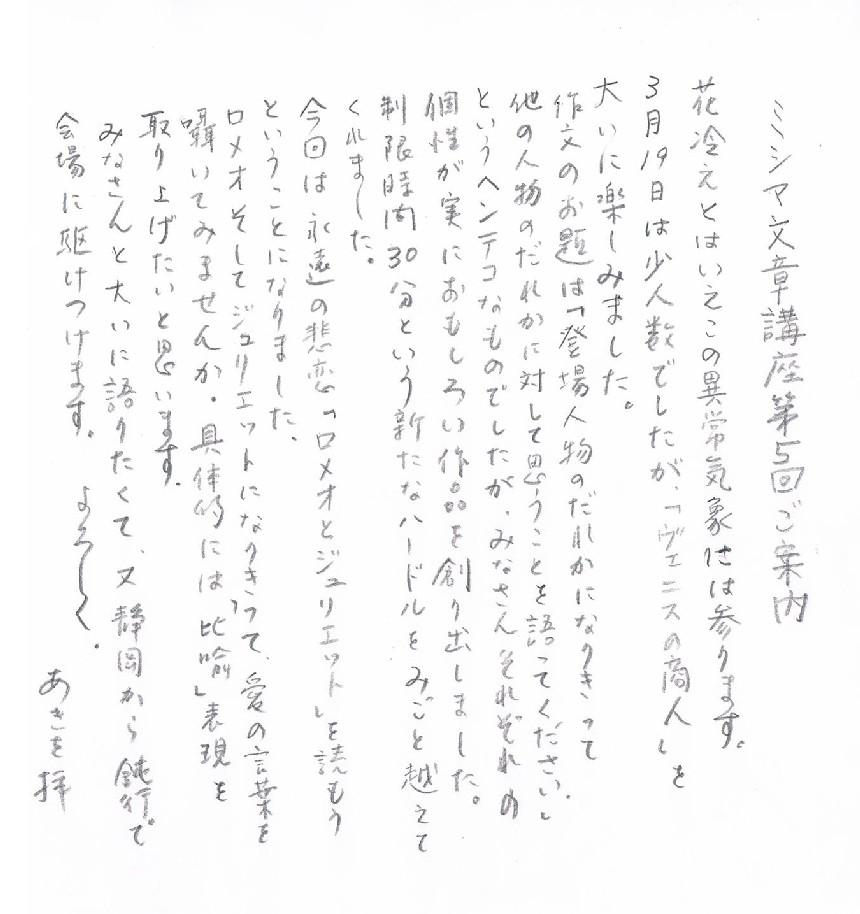 ミシマ文章講座第5回ご案内
花冷えとはいえこの異常気象には参ります。
3月19日は少人数でしたが、「ヴェニスの商人」を
大いに楽しみました。
作文のお題は「登場人物のだれかになりきって
他の人物のだれかに対して思うことを語ってください」
というヘンテコなものでしたが、みなさんそれぞれの
個性が実におもしろい作品を創り出しました。
制限時間30分という新たなハードルをみごと越えて
くれました。
今回は永遠の悲恋「ロメオとジュリエット」を読もう
ということになりました、
ロメオそしてジュリエットになりきって、愛の言葉を
囁いてみませんか。具体的には「比喩」表現を
取り上げたいと思います。
みなさんと大いに語りたくて、又静岡から鈍行で
会場に駆けつけます。よろしく。
あきを拝